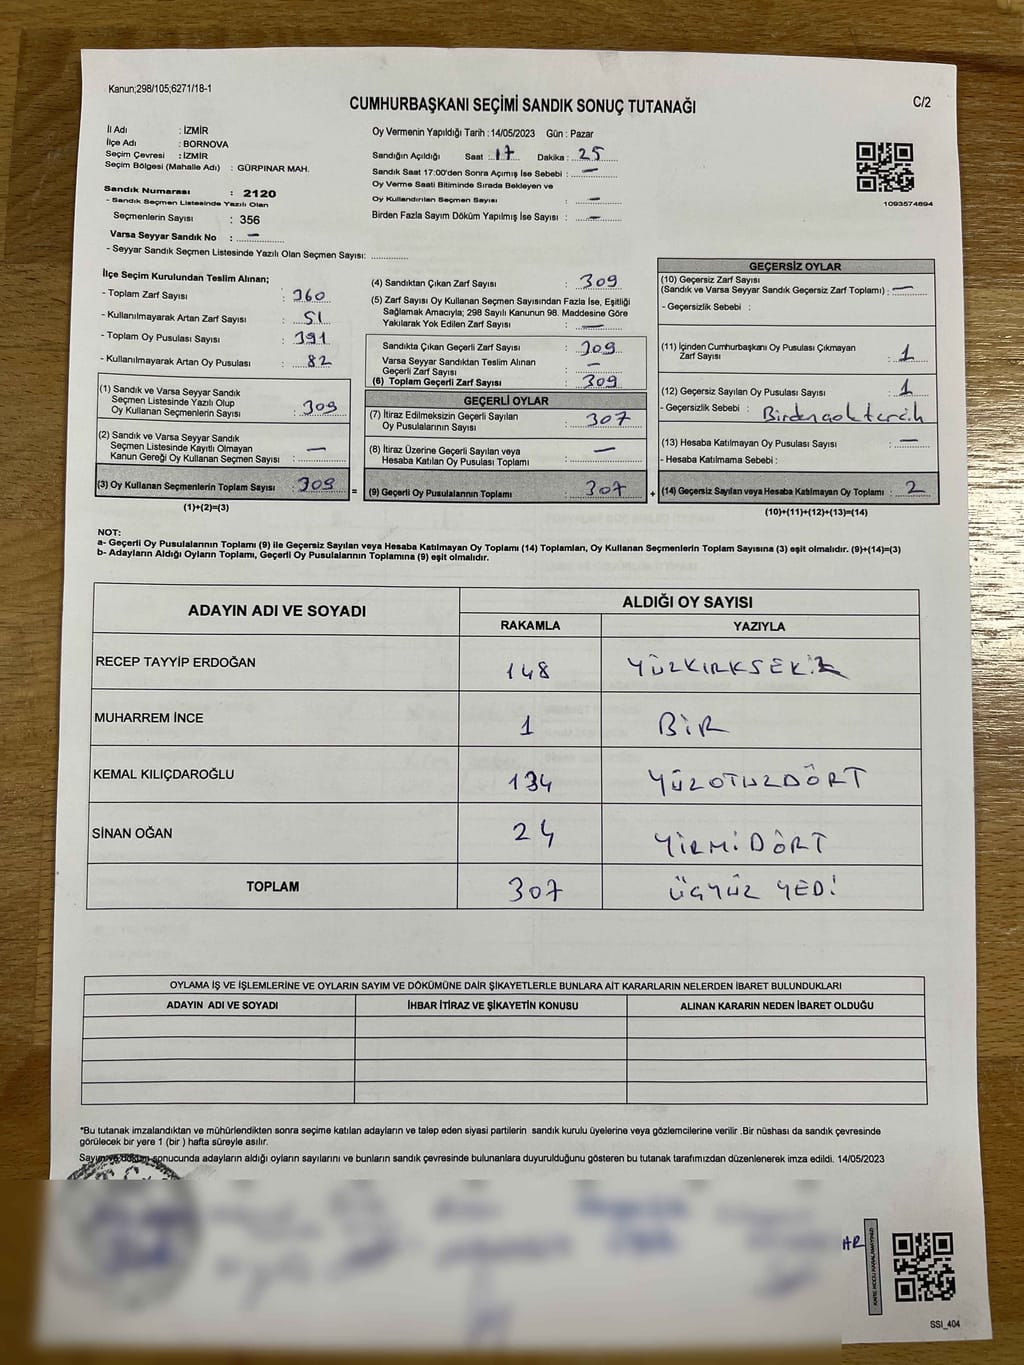 Kanun;298/105;6271/18-1
CUMHURBAŞKANI SEÇİMİ SANDIK SONUÇ TUTANAĞI
C/2
İl Adı : İZMİR
İlçe Adı : BORNOVA
Seçim Çevresi : İZMİR
Seçim Bölgesi (Mahalle Adı) : GÜRPINAR MAH.
Sandık Numarası : 2120
- Sandık Seçmen Listesinde Yazılı Olan
Seçmenlerin Sayısı : 356
Varsa Seyyar Sandık No : —
- Seyyar Sandık Seçmen Listesinde Yazılı Olan Seçmen Sayısı:
Oy Vermenin Yapıldığı Tarih : 14/05/2023 Gün : Pazar
Sandığın Açıldığı Saat : 17 Dakika : 25
Sandık Saat 17:00'den Sonra Açımış İse Sebebi : —
Oy Verme Saati Bitiminde Sırada Bekleyen ve
Oy Kullandırılan Seçmen Sayısı : —
Birden Fazla Sayım Döküm Yapılmış İse Sayısı : —
1093574894
İlçe Seçim Kurulundan Teslim Alınan;
- Toplam Zarf Sayısı : 360
- Kullanılmayarak Artan Zarf Sayısı : 51
- Toplam Oy Pusulası Sayısı : 391
- Kullanılmayarak Artan Oy Pusulası : 82
(1) Sandık ve Varsa Seyyar Sandık
Seçmen Listesinde Yazılı Olup
Oy Kullanan Seçmenlerin Sayısı : 309
(2) Sandık ve Varsa Seyyar Sandık
Seçmen Listesinde Kayıtlı Olmayan
Kanun Gereği Oy Kullanan Seçmen Sayısı : —
(3) Oy Kullanan Seçmenlerin Toplam Sayısı : 309 =
(1)+(2)=(3)
(4) Sandıktan Çıkan Zarf Sayısı : 309
(5) Zarf Sayısı Oy Kullanan Seçmen Sayısından Fazla İse, Eşitliği
Sağlamak Amacıyla; 298 Sayılı Kanunun 98. Maddesine Göre
Yakılarak Yok Edilen Zarf Sayısı : —
Sandıkta Çıkan Geçerli Zarf Sayısı : 309
Varsa Seyyar Sandıktan Teslim Alınan
Geçerli Zarf Sayısı : —
(6) Toplam Geçerli Zarf Sayısı : 309
GEÇERLİ OYLAR
(7) İtiraz Edilmeksizin Geçerli Sayılan
Oy Pusulalarının Sayısı : 307
(8) İtiraz Üzerine Geçerli Sayılan veya
Hesaba Katılan Oy Pusulası Toplamı : —
(9) Geçerli Oy Pusulalarının Toplamı : 307 +
GEÇERSİZ OYLAR
(10) Geçersiz Zarf Sayısı
(Sandık ve Varsa Seyyar Sandık Geçersiz Zarf Toplamı) : —
- Geçersizlik Sebebi :
(11) İçinden Cumhurbaşkanı Oy Pusulası Çıkmayan
Zarf Sayısı : 1
(12) Geçersiz Sayılan Oy Pusulası Sayısı : 1
- Geçersizlik Sebebi : Birden çok tercih
(13) Hesaba Katılmayan Oy Pusulası Sayısı : —
- Hesaba Katılmama Sebebi :
(14) Geçersiz Sayılan veya Hesaba Katılmayan Oy Toplamı : 2
(10)+(11)+(12)+(13)=(14)
NOT:
a- Geçerli Oy Pusulalarının Toplamı (9) ile Geçersiz Sayılan veya Hesaba Katılmayan Oy Toplamı (14) Toplamları, Oy Kullanan Seçmenlerin Toplam Sayısına (3) eşit olmalıdır. (9)+(14)=(3)
b- Adayların Aldığı Oyların Toplamı, Geçerli Oy Pusulalarının Toplamına (9) eşit olmalıdır.
ADAYIN ADI VE SOYADI ALDIĞI OY SAYISI
RAKAMLA YAZIYLA
RECEP TAYYİP ERDOĞAN 148 YÜZKIRKSEKİZ
MUHARREM İNCE 1 BİR
KEMAL KILIÇDAROĞLU 134 YÜZOTUZDÖRT
SİNAN OĞAN 24 YİRMİDÖRT
TOPLAM 307 ÜÇYÜZ YEDİ
OYLAMA İŞ VE İŞLEMLERİNE VE OYLARIN SAYIM VE DÖKÜMÜNE DAİR ŞİKAYETLERLE BUNLARA AİT KARARLARIN NELERDEN İBARET BULUNDUKLARI
ADAYIN ADI VE SOYADI İHBAR İTİRAZ VE ŞİKAYETİN KONUSU ALINAN KARARIN NEDEN İBARET OLDUĞU
*Bu tutanak imzalandıktan ve mühürlendikten sonra seçime katılan adayların ve talep eden siyasi partilerin sandık kurulu üyelerine veya gözlemcilerine verilir .Bir nüshası da sandık çevresinde
görülecek bir yere 1 (bir ) hafta süreyle asılır.
Sayım ve döküm sonucunda adayların aldığı oyların sayılarını ve bunların sandık çevresinde bulunanlara duyurulduğunu gösteren bu tutanak tarafımızdan düzenlenerek imza edildi. 14/05/2023
HR
SSI_404